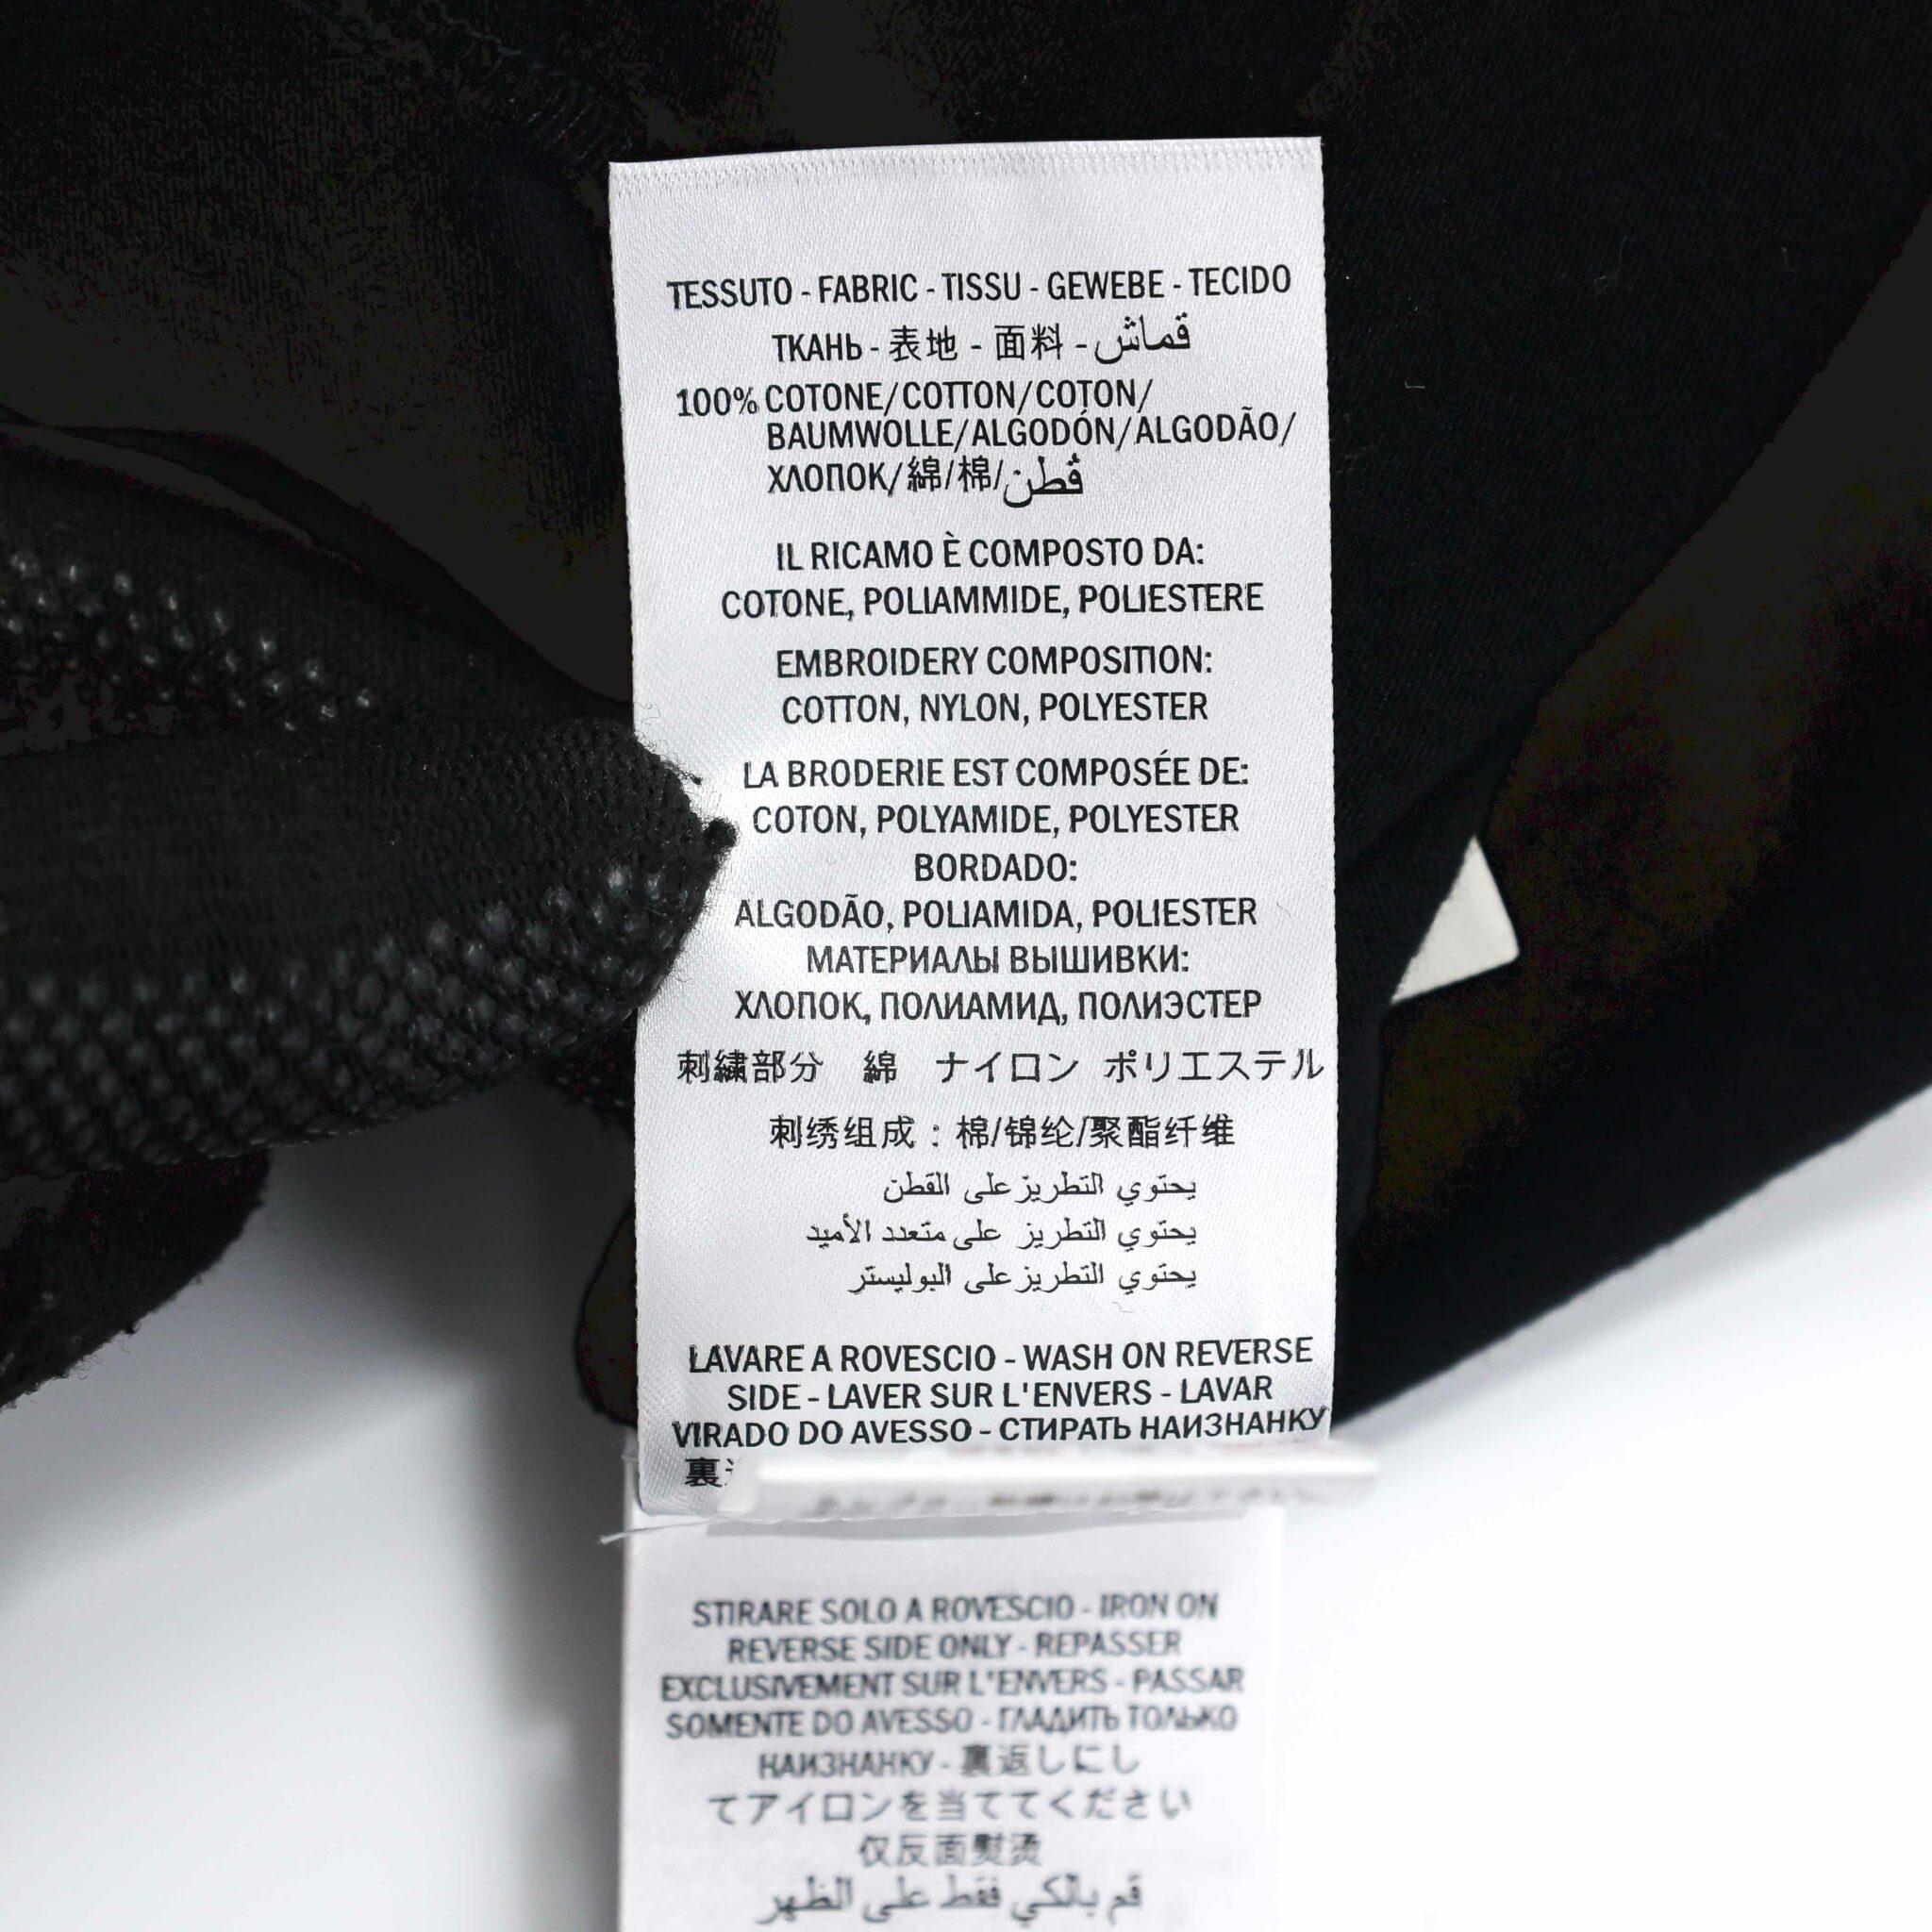 TESSUTO - FABRIC - TISSU - GEWEBE - TECIDO
ТКАНЬ - 表地 - 面料 - قماش
100% COTONE/COTTON/COTON/
BAUMWOLLE/ALGODÓN/ALGODÃO/
ХЛОПОК/綿/棉/قُطن
IL RICAMO È COMPOSTO DA:
COTONE, POLIAMMIDE, POLIESTERE
EMBROIDERY COMPOSITION:
COTTON, NYLON, POLYESTER
LA BRODERIE EST COMPOSÉE DE:
COTON, POLYAMIDE, POLYESTER
BORDADO:
ALGODÃO, POLIAMIDA, POLIESTER
МАТЕРИАЛЫ ВЫШИВКИ:
ХЛОПОК, ПОЛИАМИД, ПОЛИЭСТЕР
刺繍部分 綿 ナイロン ポリエステル
刺绣组成：棉/锦纶/聚酯纤维
يحتوي التطريز على القطن
يحتوي التطريز على متعدد الأميد
يحتوي التطريز على البوليستر
LAVARE A ROVESCIO - WASH ON REVERSE
SIDE - LAVER SUR L'ENVERS - LAVAR
VIRADO DO AVESSO - СТИРАТЬ НАИЗНАНКУ
裏
STIRARE SOLO A ROVESCIO - IRON ON
REVERSE SIDE ONLY - REPASSER
EXCLUSIVEMENT SUR L'ENVERS - PASSAR
SOMENTE DO AVESSO - ГЛАДИТЬ ТОЛЬКО
НАИЗНАНКУ - 裏返しにし
てアイロンを当ててください
仅反面熨烫
قم بالكي فقط على الظهر